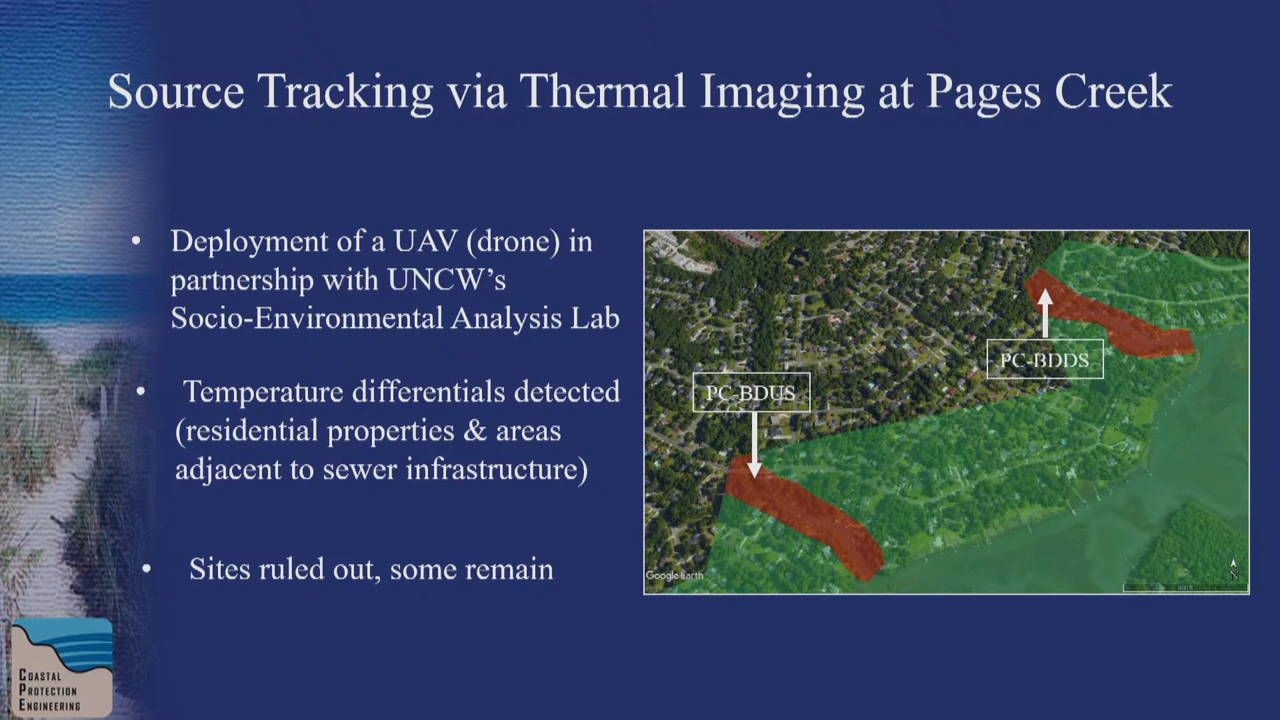 Source Tracking via Thermal Imaging at Pages Creek
• Deployment of a UAV (drone) in
partnership with UNCW’s
Socio-Environmental Analysis Lab
• Temperature differentials detected
(residential properties & areas
adjacent to sewer infrastructure)
• Sites ruled out, some remain
PC-BDDS
PC-BDUS
Google Earth
N
COASTAL
PROTECTION
ENGINEERING